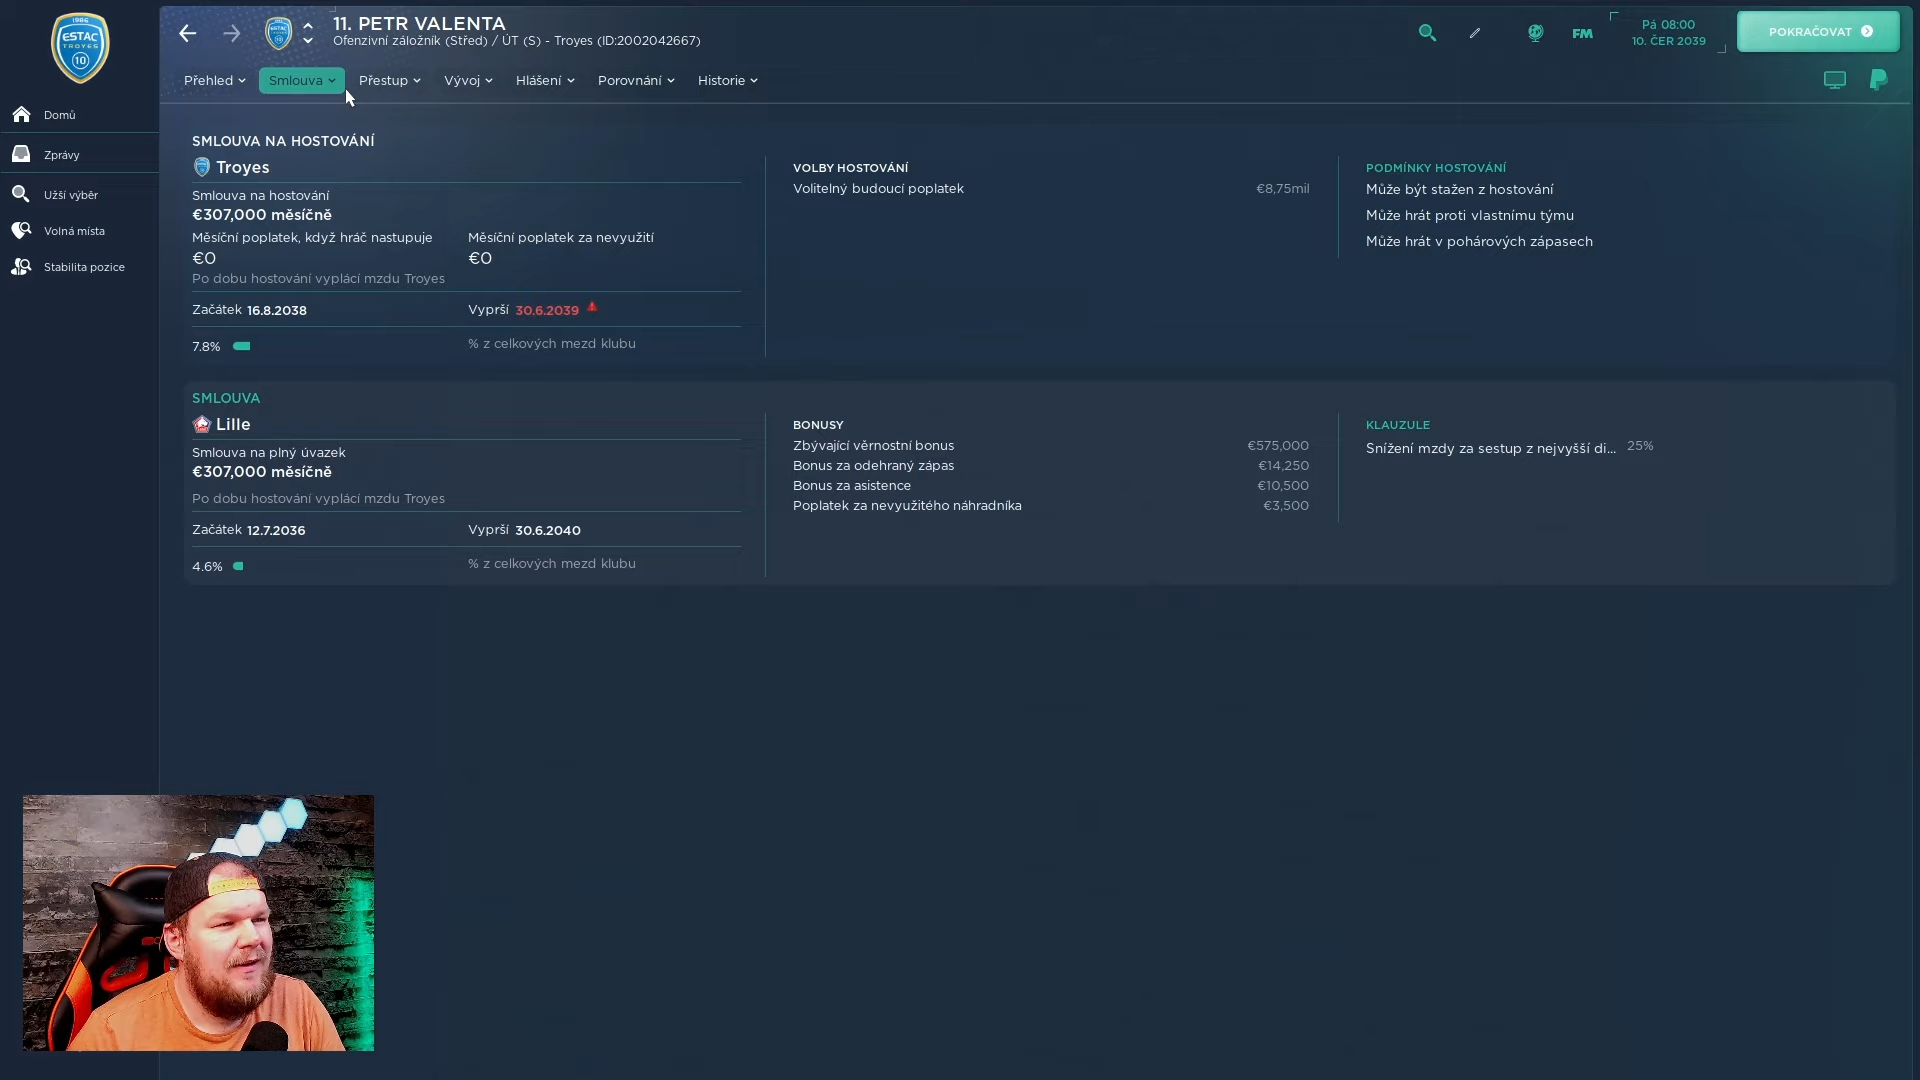 1986
ESTAC
TROYES
10
11. PETR VALENTA
Ofenzivní záložník (Střed) / ÚT (S) - Troyes (ID:2002042667)
FM
Pá 08:00
10. ČER 2039
POKRAČOVAT
Přehled
Smlouva
Přestup
Vývoj
Hlášení
Porovnání
Historie
Domů
Zprávy
Užší výběr
Volná místa
Stabilita pozice
SMLOUVA NA HOSTOVÁNÍ
Troyes
Smlouva na hostování
€307,000 měsíčně
Měsíční poplatek, když hráč nastupuje
Měsíční poplatek za nevyužití
€0
€0
Po dobu hostování vyplácí mzdu Troyes
Začátek 16.8.2038
Vyprší 30.6.2039
7.8%
% z celkových mezd klubu
VOLBY HOSTOVÁNÍ
Volitelný budoucí poplatek €8,75mil
PODMÍNKY HOSTOVÁNÍ
Může být stažen z hostování
Může hrát proti vlastnímu týmu
Může hrát v pohárových zápasech
SMLOUVA
Lille
Smlouva na plný úvazek
€307,000 měsíčně
Po dobu hostování vyplácí mzdu Troyes
Začátek 12.7.2036
Vyprší 30.6.2040
4.6%
% z celkových mezd klubu
BONUSY
Zbývající věrnostní bonus €575,000
Bonus za odehraný zápas €14,250
Bonus za asistence €10,500
Poplatek za nevyužitého náhradníka €3,500
KLAUZULE
Snížení mzdy za sestup z nejvyšší di... 25%